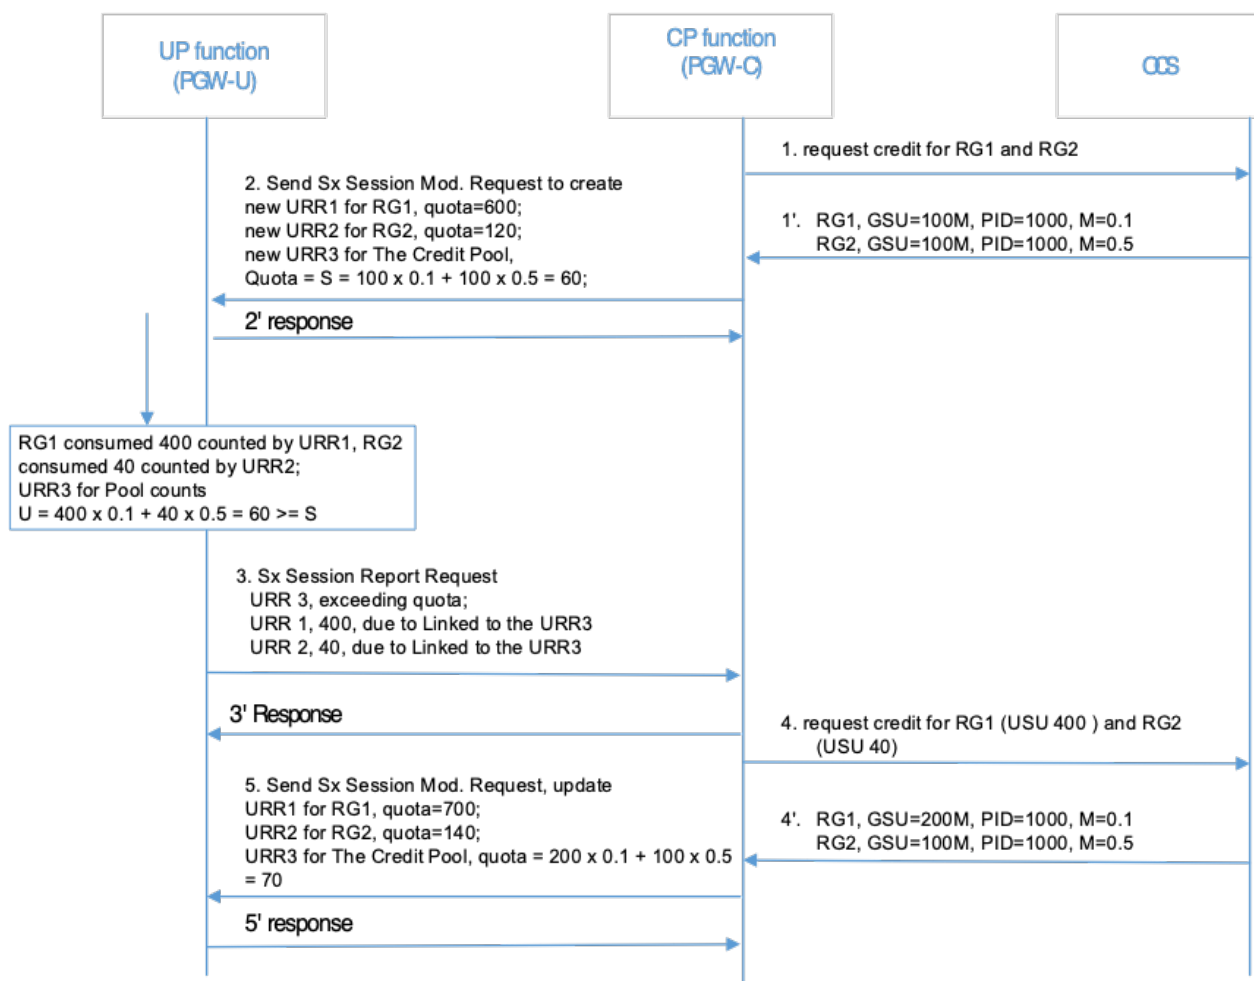 UP function
(PGW-U)
CP function
(PGW-C)
OCS
1. request credit for RG1 and RG2
2. Send Sx Session Mod. Request to create
new URR1 for RG1, quota=600;
new URR2 for RG2, quota=120;
new URR3 for The Credit Pool,
Quota = S = 100 x 0.1 + 100 x 0.5 = 60;
1'. RG1, GSU=100M, PID=1000, M=0.1
RG2, GSU=100M, PID=1000, M=0.5
2' response
RG1 consumed 400 counted by URR1, RG2
consumed 40 counted by URR2;
URR3 for Pool counts
U = 400 x 0.1 + 40 x 0.5 = 60 >= S
3. Sx Session Report Request
URR 3, exceeding quota;
URR 1, 400, due to Linked to the URR3
URR 2, 40, due to Linked to the URR3
3' Response
4. request credit for RG1 (USU 400 ) and RG2
(USU 40)
5. Send Sx Session Mod. Request, update
URR1 for RG1, quota=700;
URR2 for RG2, quota=140;
URR3 for The Credit Pool, quota = 200 x 0.1 + 100 x 0.5
= 70
4'. RG1, GSU=200M, PID=1000, M=0.1
RG2, GSU=100M, PID=1000, M=0.5
5' response